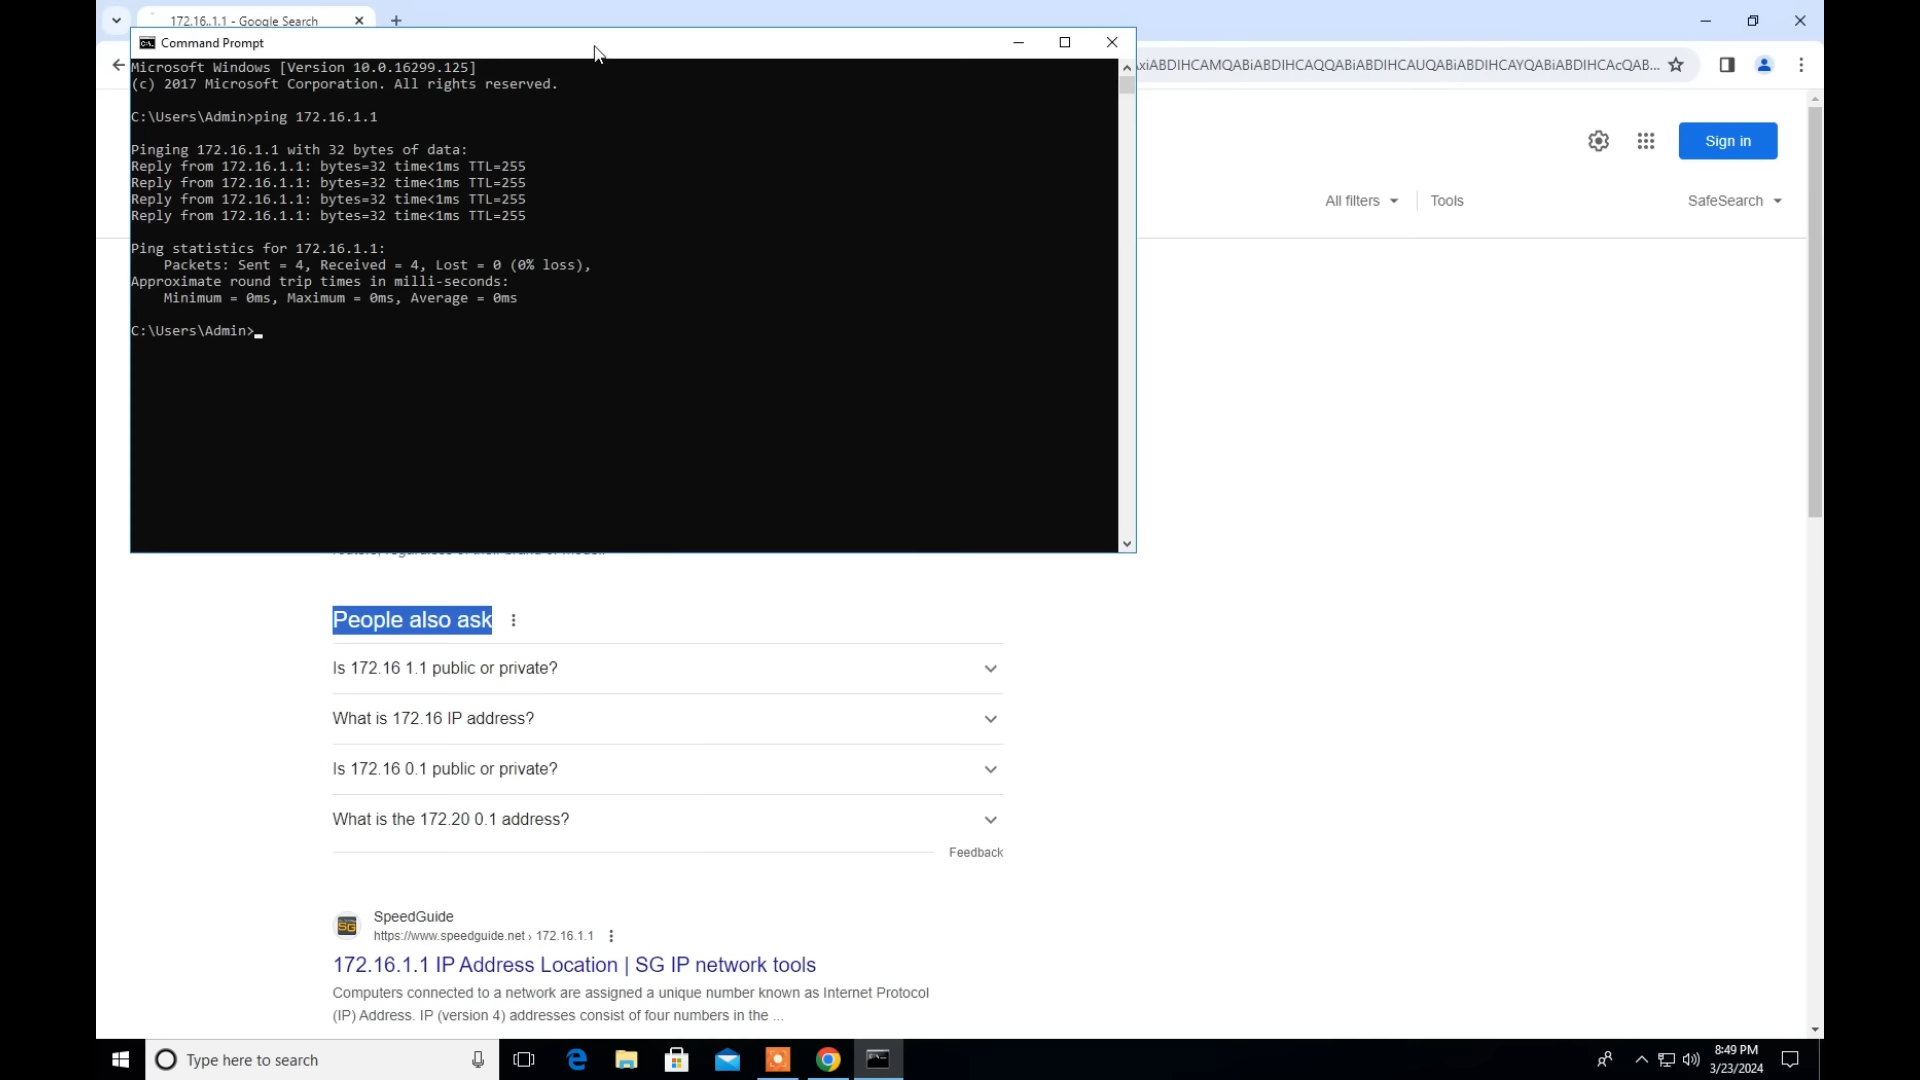 172.16..1.1 - Google Search
Command Prompt
Microsoft Windows [Version 10.0.16299.125]
(c) 2017 Microsoft Corporation. All rights reserved.
C:\Users\Admin>ping 172.16.1.1
Pinging 172.16.1.1 with 32 bytes of data:
Reply from 172.16.1.1: bytes=32 time<1ms TTL=255
Reply from 172.16.1.1: bytes=32 time<1ms TTL=255
Reply from 172.16.1.1: bytes=32 time<1ms TTL=255
Reply from 172.16.1.1: bytes=32 time<1ms TTL=255
Ping statistics for 172.16.1.1:
Packets: Sent = 4, Received = 4, Lost = 0 (0% loss),
Approximate round trip times in milli-seconds:
Minimum = 0ms, Maximum = 0ms, Average = 0ms
C:\Users\Admin>
xiABDIHCAMQABiABDIHCAQQABiABDIHCAUQABiABDIHCAYQABiABDIHCAcQAB...
Sign in
All filters
Tools
SafeSearch
People also ask
Is 172.16 1.1 public or private?
What is 172.16 IP address?
Is 172.16 0.1 public or private?
What is the 172.20 0.1 address?
Feedback
SG
SpeedGuide
https://www.speedguide.net › 172.16.1.1
172.16.1.1 IP Address Location | SG IP network tools
Computers connected to a network are assigned a unique number known as Internet Protocol
(IP) Address. IP (version 4) addresses consist of four numbers in the ...
Type here to search
8:49 PM
3/23/2024